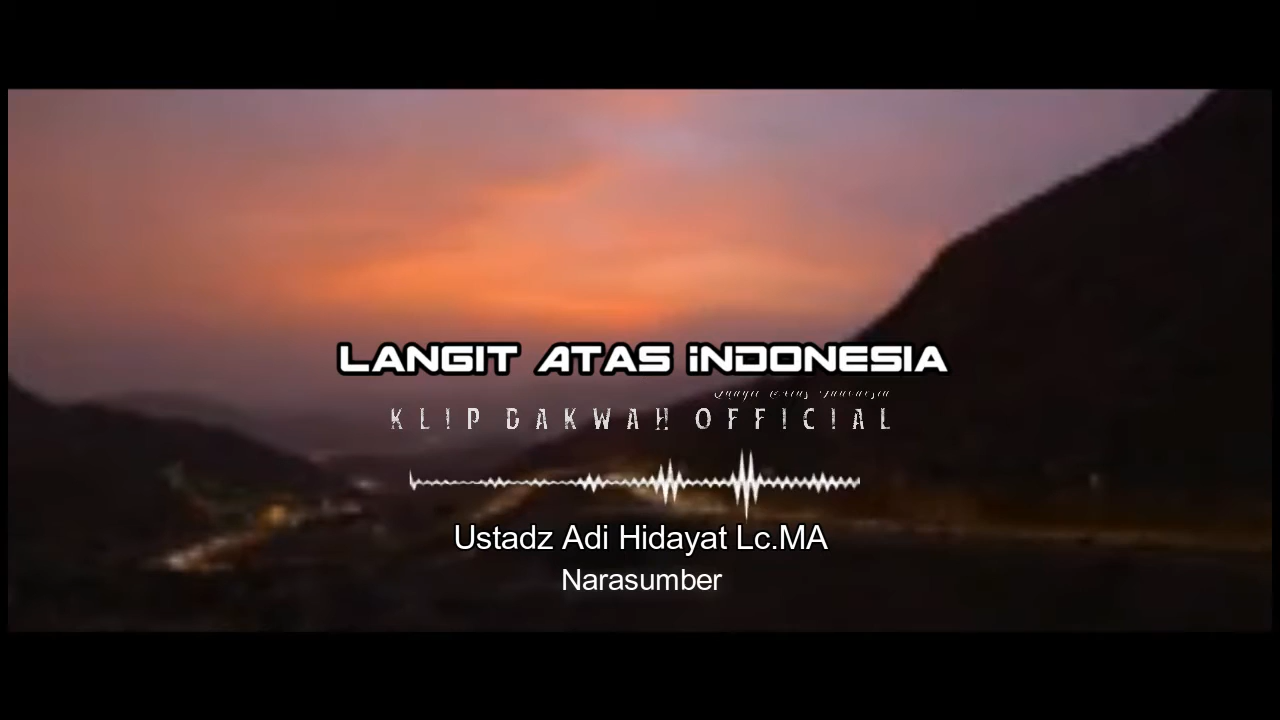 LANGIT ATAS INDONESIA
KLIP DAKWAH OFFICIAL
Ustadz Adi Hidayat Lc.MA
Narasumber